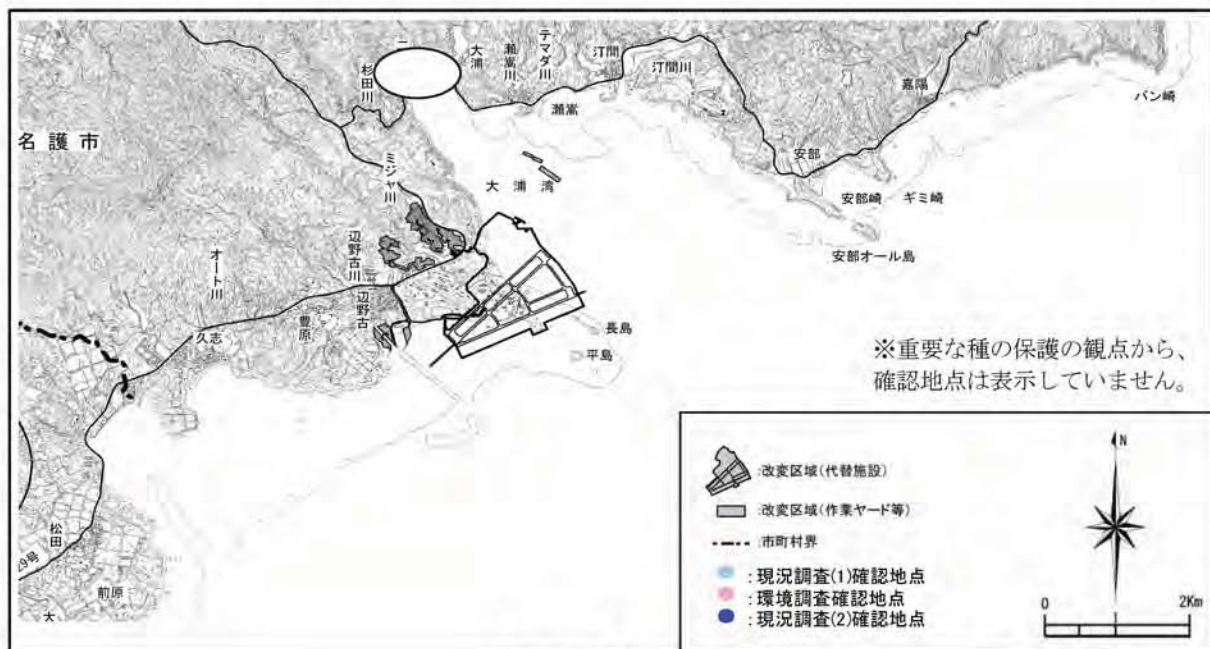 大浦
瀬嵩川
テマダ川
汀間
汀間川
杉田川
嘉陽
バン崎
瀬嵩
名護市
安部
ミジャ川
大浦湾
安部崎
ギミ崎
安部オール島
辺野古川
辺野古
オート川
豊原
久志
長島
平島
※重要な種の保護の観点から、
確認地点は表示していません。
松田
29号
前原
大
:改変区域(代替施設)
:改変区域(作業ヤード等)
:市町村界
:現況調査(1)確認地点
:環境調査確認地点
:現況調査(2)確認地点
N
0 2Km